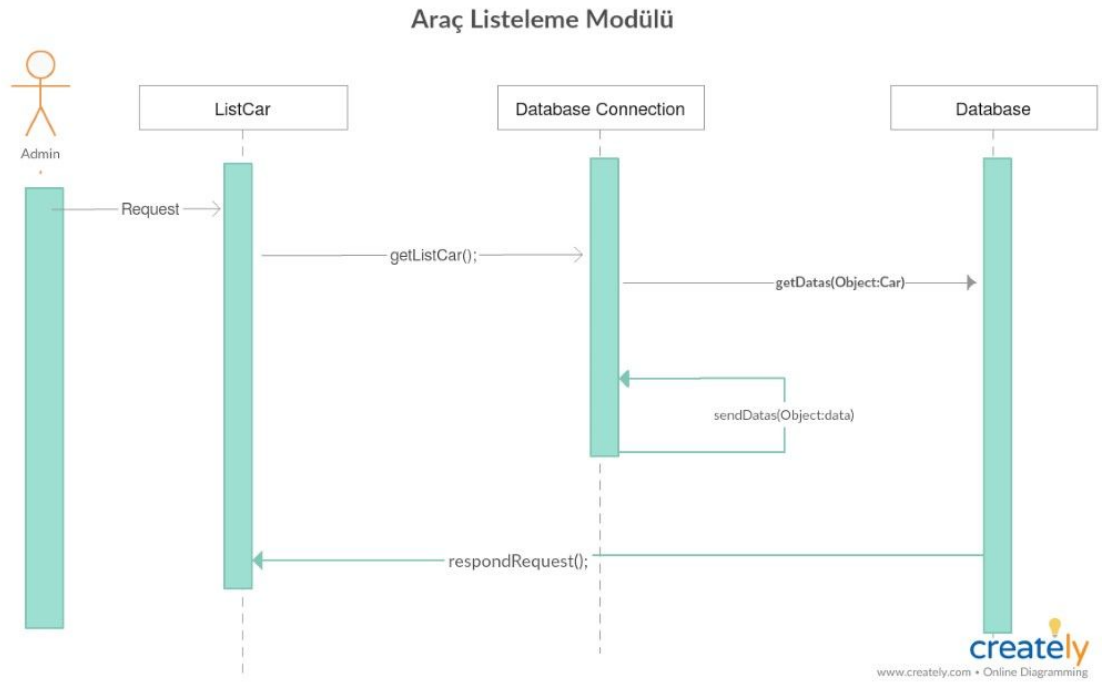 Araç Listeleme Modülü
Admin
ListCar
Database Connection
Database
Request
getListCar();
getDatas(Object:Car)
sendDatas(Object:data)
respondRequest();
creately
www.creately.com • Online Diagramming